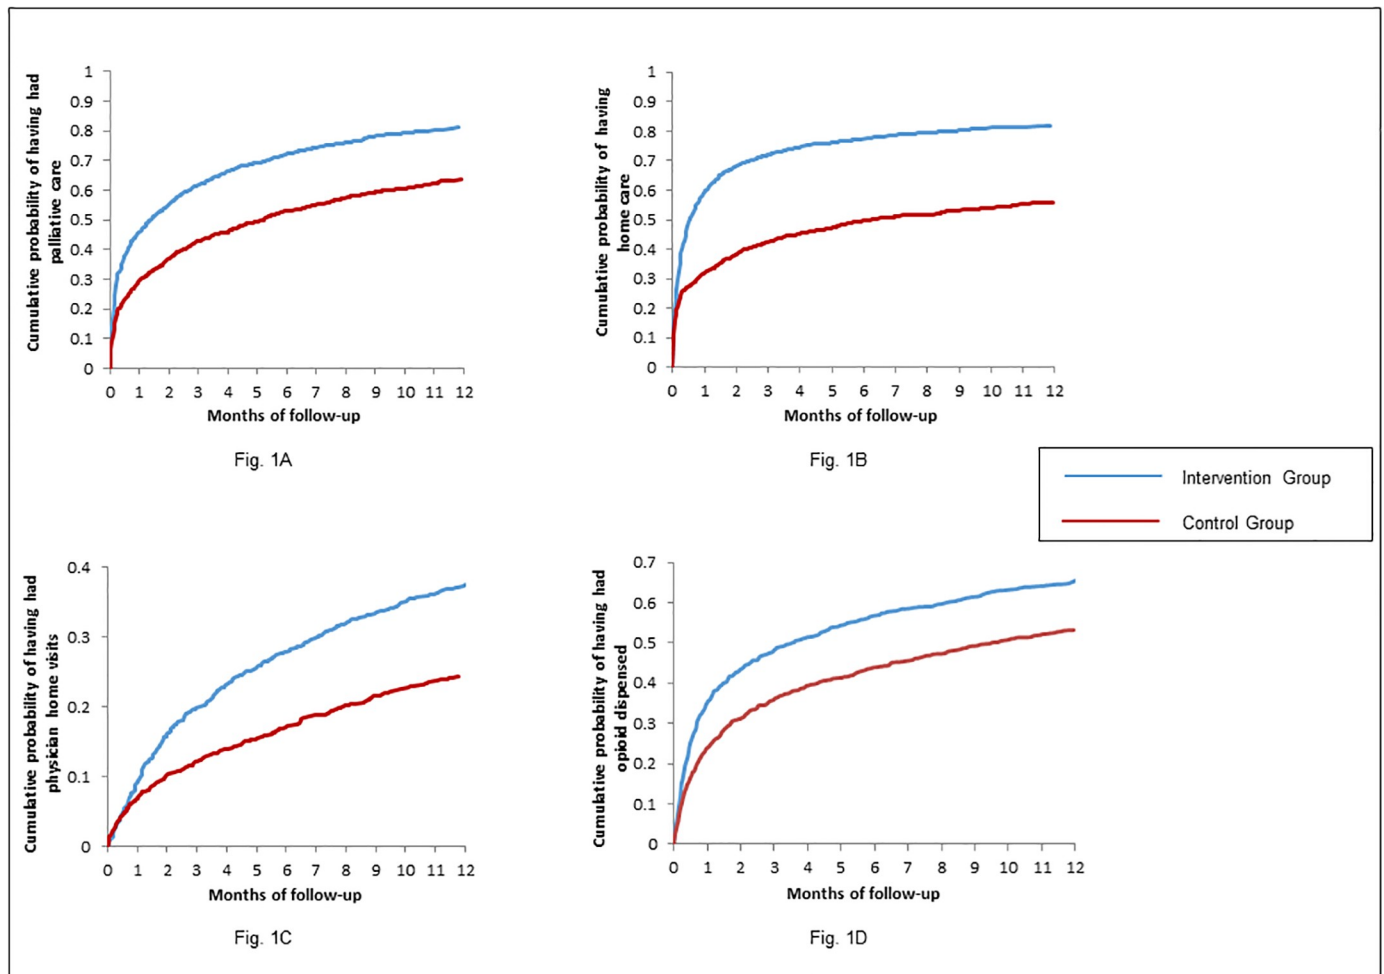 Cumulative probability of having had
palliative care
1
0.9
0.8
0.7
0.6
0.5
0.4
0.3
0.2
0.1
0
0 1 2 3 4 5 6 7 8 9 10 11 12
Months of follow-up
Fig. 1A
Cumulative probability of having
home care
1
0.9
0.8
0.7
0.6
0.5
0.4
0.3
0.2
0.1
0
0 1 2 3 4 5 6 7 8 9 10 11 12
Months of follow-up
Fig. 1B
Intervention Group
Control Group
Cumulative probability of having had
physician home visits
0.4
0.3
0.2
0.1
0
0 1 2 3 4 5 6 7 8 9 10 11 12
Months of follow-up
Fig. 1C
Cumulative probability of having had
opioid dispensed
0.7
0.6
0.5
0.4
0.3
0.2
0.1
0
0 1 2 3 4 5 6 7 8 9 10 11 12
Months of follow-up
Fig. 1D